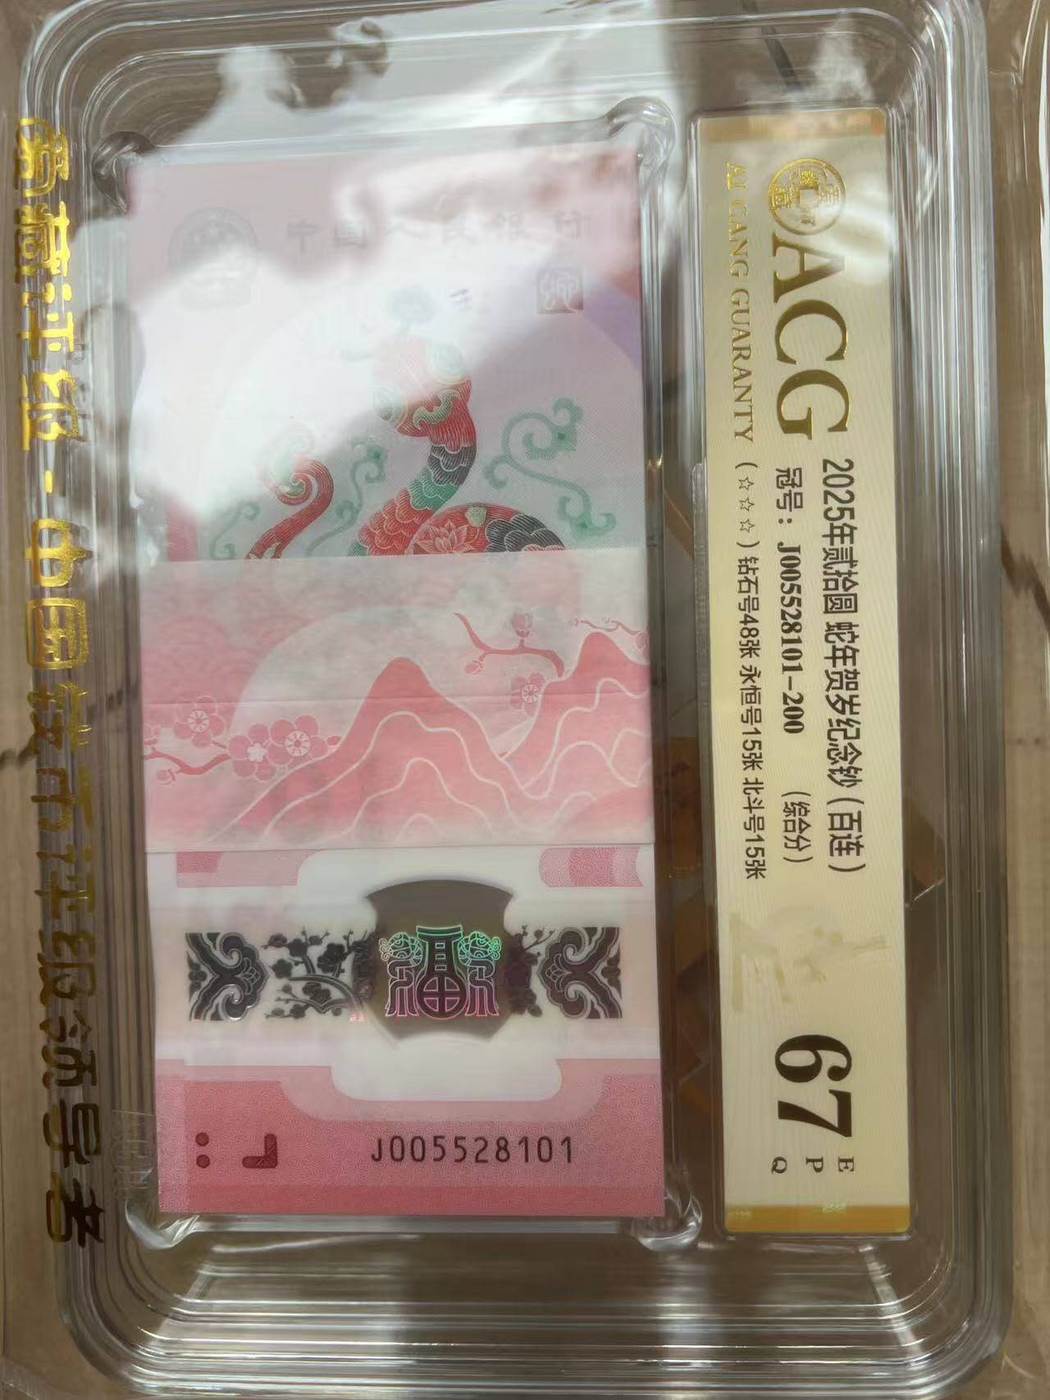 ACG
AI CANG GUARANTY
2025年贰拾圆 蛇年贺岁纪念钞(百连)
冠号: J005528101-200 (综合分)
(☆☆☆)钻石号48张 永恒号15张 北斗号15张
67
E
P
Q
中国人民银行
J005528101
爱藏评级-中国钱币评级领导者